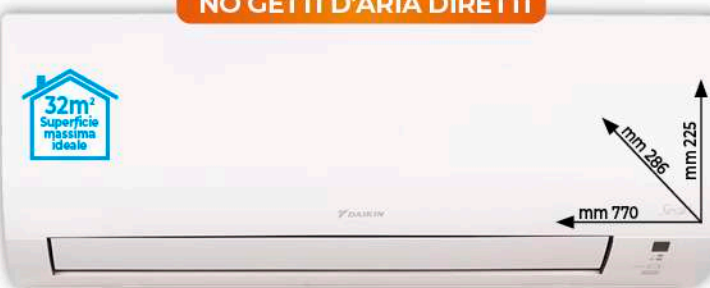 NO GETTI D'ARIA DIRETTI
32m²
Superficie
massima
ideale
mm 225
mm 286
mm 770
DAIKIN